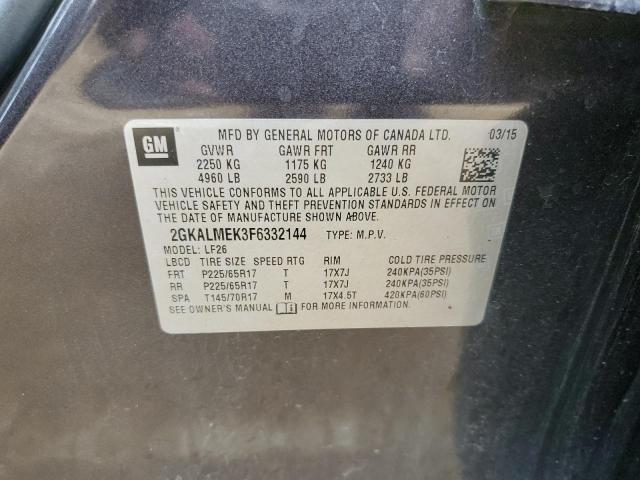 GM
MFD BY GENERAL MOTORS OF CANADA LTD. 03/15
GVWR GAWR FRT GAWR RR
2250 KG 1175 KG 1240 KG
4960 LB 2590 LB 2733 LB
THIS VEHICLE CONFORMS TO ALL APPLICABLE U.S. FEDERAL MOTOR
VEHICLE SAFETY AND THEFT PREVENTION STANDARDS IN EFFECT ON
THE DATE OF MANUFACTURE SHOWN ABOVE.
2GKALMEK3F6332144 TYPE: M.P.V.
MODEL: LF26
LBCD TIRE SIZE SPEED RTG RIM COLD TIRE PRESSURE
FRT P225/65R17 T 17X7J 240KPA(35PSI)
RR P225/65R17 T 17X7J 240KPA(35PSI)
SPA T145/70R17 M 17X4.5T 420KPA(60PSI)
SEE OWNER'S MANUAL FOR MORE INFORMATION.